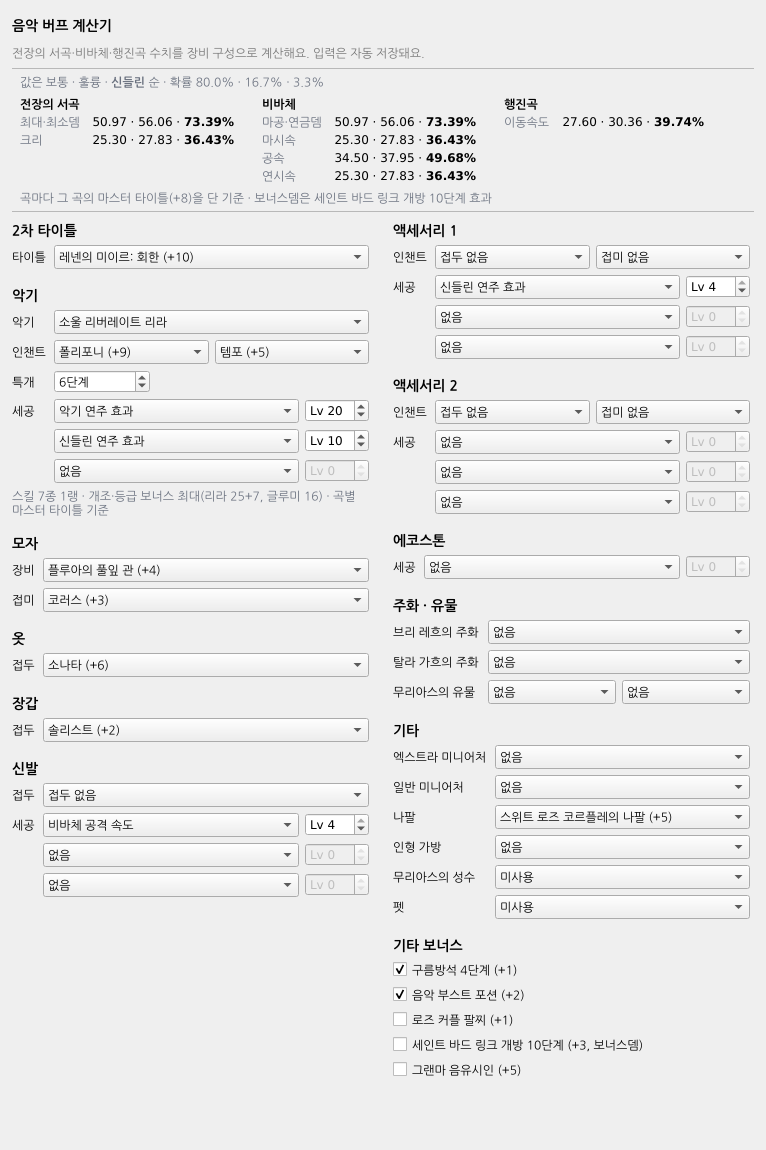 음악 버프 계산기
전장의 서곡·비바체·행진곡 수치를 장비 구성으로 계산해요. 입력은 자동 저장돼요.
값은 보통 · 훌륭 · 신들린 순 · 확률 80.0% · 16.7% · 3.3%
전장의 서곡
최대·최소뎀 50.97 · 56.06 · 73.39%
크리 25.30 · 27.83 · 36.43%
비바체
마공·연금뎀 50.97 · 56.06 · 73.39%
마시속 25.30 · 27.83 · 36.43%
공속 34.50 · 37.95 · 49.68%
연시속 25.30 · 27.83 · 36.43%
행진곡
이동속도 27.60 · 30.36 · 39.74%
곡마다 그 곡의 마스터 타이틀(+8)을 단 기준 · 보너스뎀은 세인트 바드 링크 개방 10단계 효과
2차 타이틀
타이틀 레넨의 미이르: 회한 (+10)
악기
악기 소울 리버레이트 리라
인챈트 폴리포니 (+9) 템포 (+5)
특개 6단계
세공 악기 연주 효과 Lv 20
신들린 연주 효과 Lv 10
없음 Lv 0
스킬 7종 1랭 · 개조·등급 보너스 최대(리라 25+7, 글루미 16) · 곡별
마스터 타이틀 기준
모자
장비 플루아의 풀잎 관 (+4)
접미 코러스 (+3)
옷
접두 소나타 (+6)
장갑
접두 솔리스트 (+2)
신발
접두 접두 없음
세공 비바체 공격 속도 Lv 4
없음 Lv 0
없음 Lv 0
액세서리 1
인챈트 접두 없음 접미 없음
세공 신들린 연주 효과 Lv 4
없음 Lv 0
없음 Lv 0
액세서리 2
인챈트 접두 없음 접미 없음
세공 없음 Lv 0
없음 Lv 0
없음 Lv 0
에코스톤
세공 없음 Lv 0
주화 · 유물
브리 레흐의 주화 없음
탈라 가흐의 주화 없음
무리아스의 유물 없음 없음
기타
엑스트라 미니어처 없음
일반 미니어처 없음
나팔 스위트 로즈 코르플레의 나팔 (+5)
인형 가방 없음
무리아스의 성수 미사용
펫 미사용
기타 보너스
구름방석 4단계 (+1)
음악 부스트 포션 (+2)
로즈 커플 팔찌 (+1)
세인트 바드 링크 개방 10단계 (+3, 보너스뎀)
그랜마 음유시인 (+5)